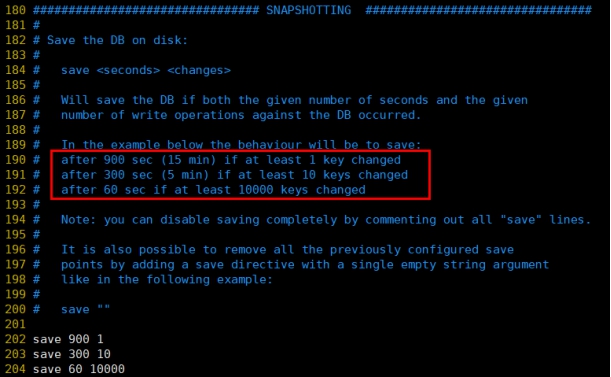 180 ################################ SNAPSHOTTING  ################################
181 #
182 # Save the DB on disk:
183 #
184 #   save <seconds> <changes>
185 #
186 #   Will save the DB if both the given number of seconds and the given
187 #   number of write operations against the DB occurred.
188 #
189 #   In the example below the behaviour will be to save:
190 #   after 900 sec (15 min) if at least 1 key changed
191 #   after 300 sec (5 min) if at least 10 keys changed
192 #   after 60 sec if at least 10000 keys changed
193 #
194 #   Note: you can disable saving completely by commenting out all "save" lines.
195 #
196 #   It is also possible to remove all the previously configured save
197 #   points by adding a save directive with a single empty string argument
198 #   like in the following example:
199 #
200 #   save ""
201
202 save 900 1
203 save 300 10
204 save 60 10000